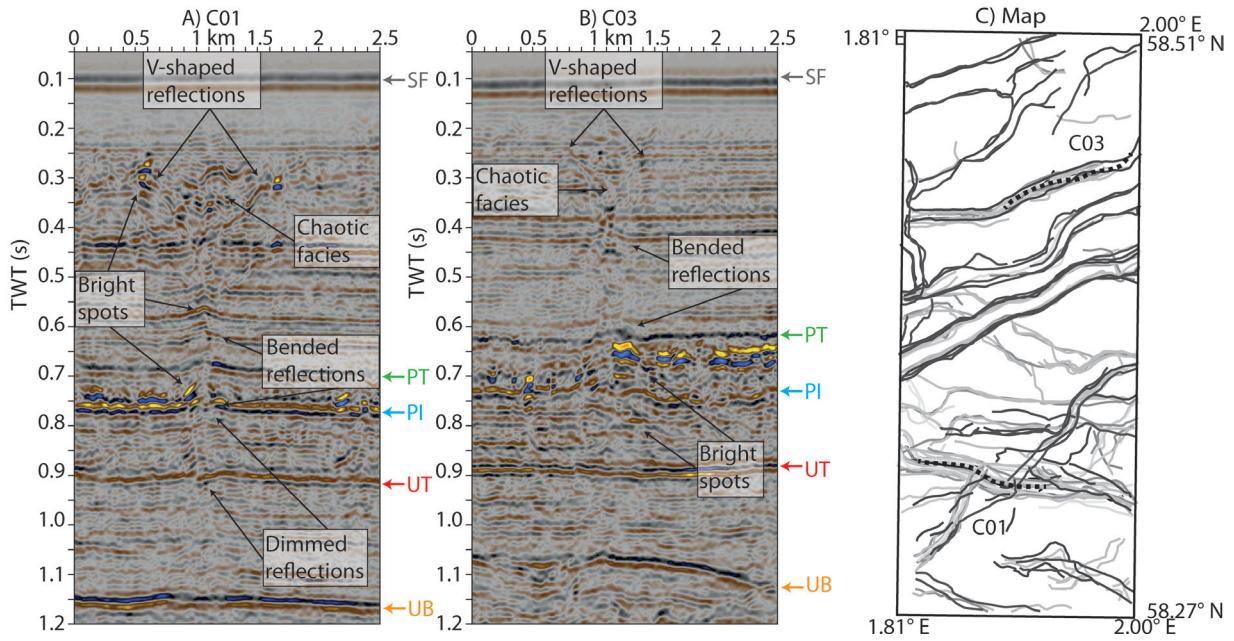 A) C01
0 0.5 1 km 1.5 2 2.5
V-shaped
reflections
SF
Chaotic
facies
Bright
spots
Bended
reflections
PT
PI
UT
Dimmed
reflections
UB
TWT (s)
0.1
0.2
0.3
0.4
0.5
0.6
0.7
0.8
0.9
1.0
1.1
1.2
B) C03
0 0.5 1 km 1.5 2 2.5
V-shaped
reflections
SF
Chaotic
facies
Bended
reflections
PT
PI
Bright
spots
UT
UB
TWT (s)
0.1
0.2
0.3
0.4
0.5
0.6
0.7
0.8
0.9
1.0
1.1
1.2
C) Map
1.81° E
2.00° E
58.51° N
C03
C01
58.27° N
1.81° E
2.00° E